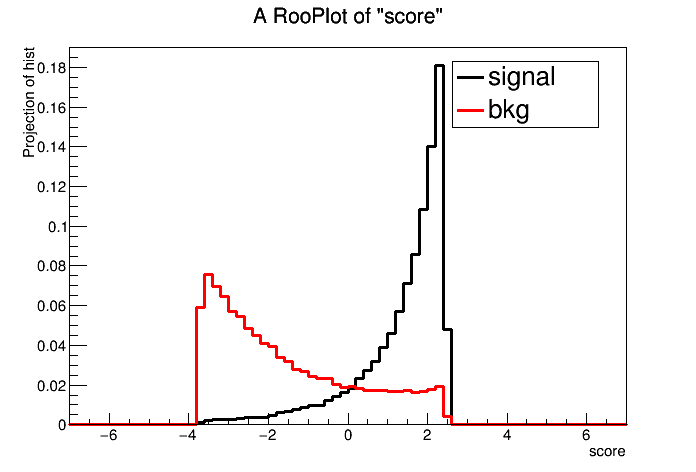 A RooPlot of "score"
Projection of hist
0.18
0.16
0.14
0.12
0.1
0.08
0.06
0.04
0.02
0
signal
bkg
−6 −4 −2 0 2 4 6
score